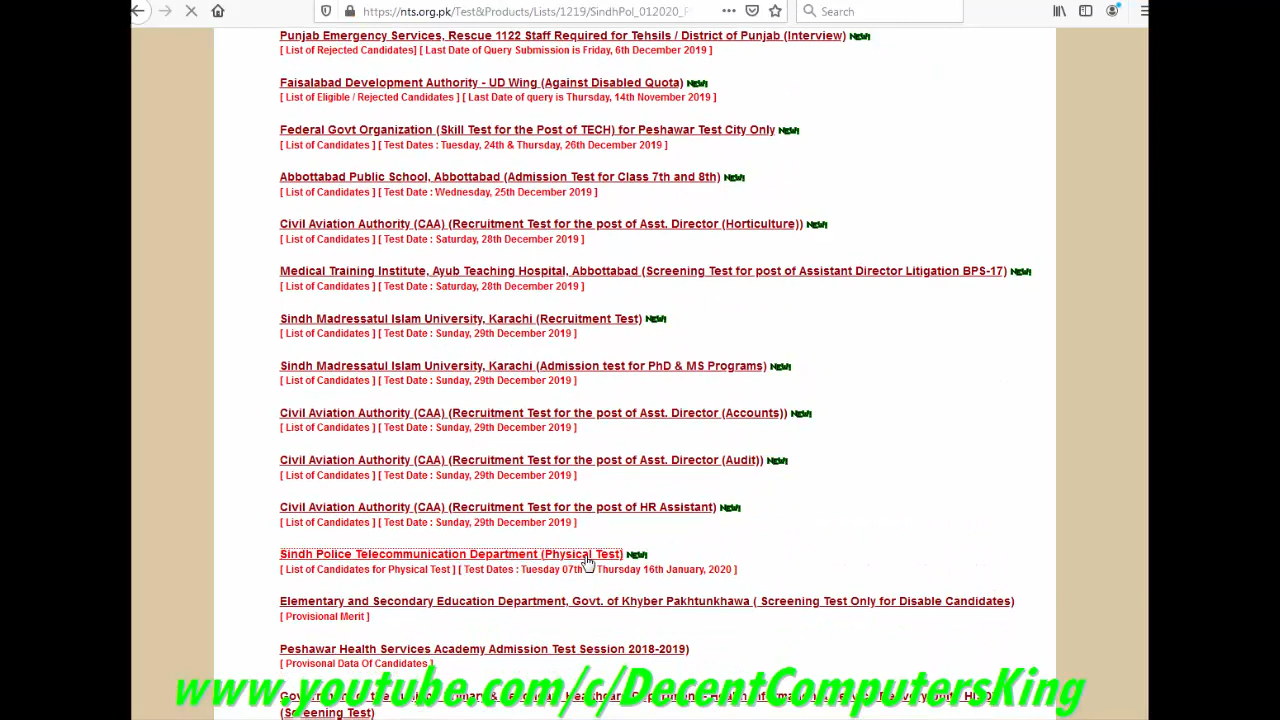 https://nts.org.pk/Test&Products/Lists/1219/SindhPol_012020_
Search
Punjab Emergency Services, Rescue 1122 Staff Required for Tehsils / District of Punjab (Interview) NEW!
[ List of Rejected Candidates] [ Last Date of Query Submission is Friday, 6th December 2019 ]
Faisalabad Development Authority - UD Wing (Against Disabled Quota) NEW!
[ List of Eligible / Rejected Candidates ] [ Last Date of query is Thursday, 14th November 2019 ]
Federal Govt Organization (Skill Test for the Post of TECH) for Peshawar Test City Only NEW!
[ List of Candidates ] [ Test Dates : Tuesday, 24th & Thursday, 26th December 2019 ]
Abbottabad Public School, Abbottabad (Admission Test for Class 7th and 8th) NEW!
[ List of Candidates ] [ Test Date : Wednesday, 25th December 2019 ]
Civil Aviation Authority (CAA) (Recruitment Test for the post of Asst. Director (Horticulture)) NEW!
[ List of Candidates ] [ Test Date : Saturday, 28th December 2019 ]
Medical Training Institute, Ayub Teaching Hospital, Abbottabad (Screening Test for post of Assistant Director Litigation BPS-17) NEW!
[ List of Candidates ] [ Test Date : Saturday, 28th December 2019 ]
Sindh Madressatul Islam University, Karachi (Recruitment Test) NEW!
[ List of Candidates ] [ Test Date : Sunday, 29th December 2019 ]
Sindh Madressatul Islam University, Karachi (Admission test for PhD & MS Programs) NEW!
[ List of Candidates ] [ Test Date : Sunday, 29th December 2019 ]
Civil Aviation Authority (CAA) (Recruitment Test for the post of Asst. Director (Accounts)) NEW!
[ List of Candidates ] [ Test Date : Sunday, 29th December 2019 ]
Civil Aviation Authority (CAA) (Recruitment Test for the post of Asst. Director (Audit)) NEW!
[ List of Candidates ] [ Test Date : Sunday, 29th December 2019 ]
Civil Aviation Authority (CAA) (Recruitment Test for the post of HR Assistant) NEW!
[ List of Candidates ] [ Test Date : Sunday, 29th December 2019 ]
Sindh Police Telecommunication Department (Physical Test) NEW!
[ List of Candidates for Physical Test ] [ Test Dates : Tuesday 07th Thursday 16th January, 2020 ]
Elementary and Secondary Education Department, Govt. of Khyber Pakhtunkhawa ( Screening Test Only for Disable Candidates)
[ Provisional Merit ]
Peshawar Health Services Academy Admission Test Session 2018-2019)
[ Provisonal Data Of Candidates ]
www.youtube.com/c/DecentComputersKing
(Screening Test)